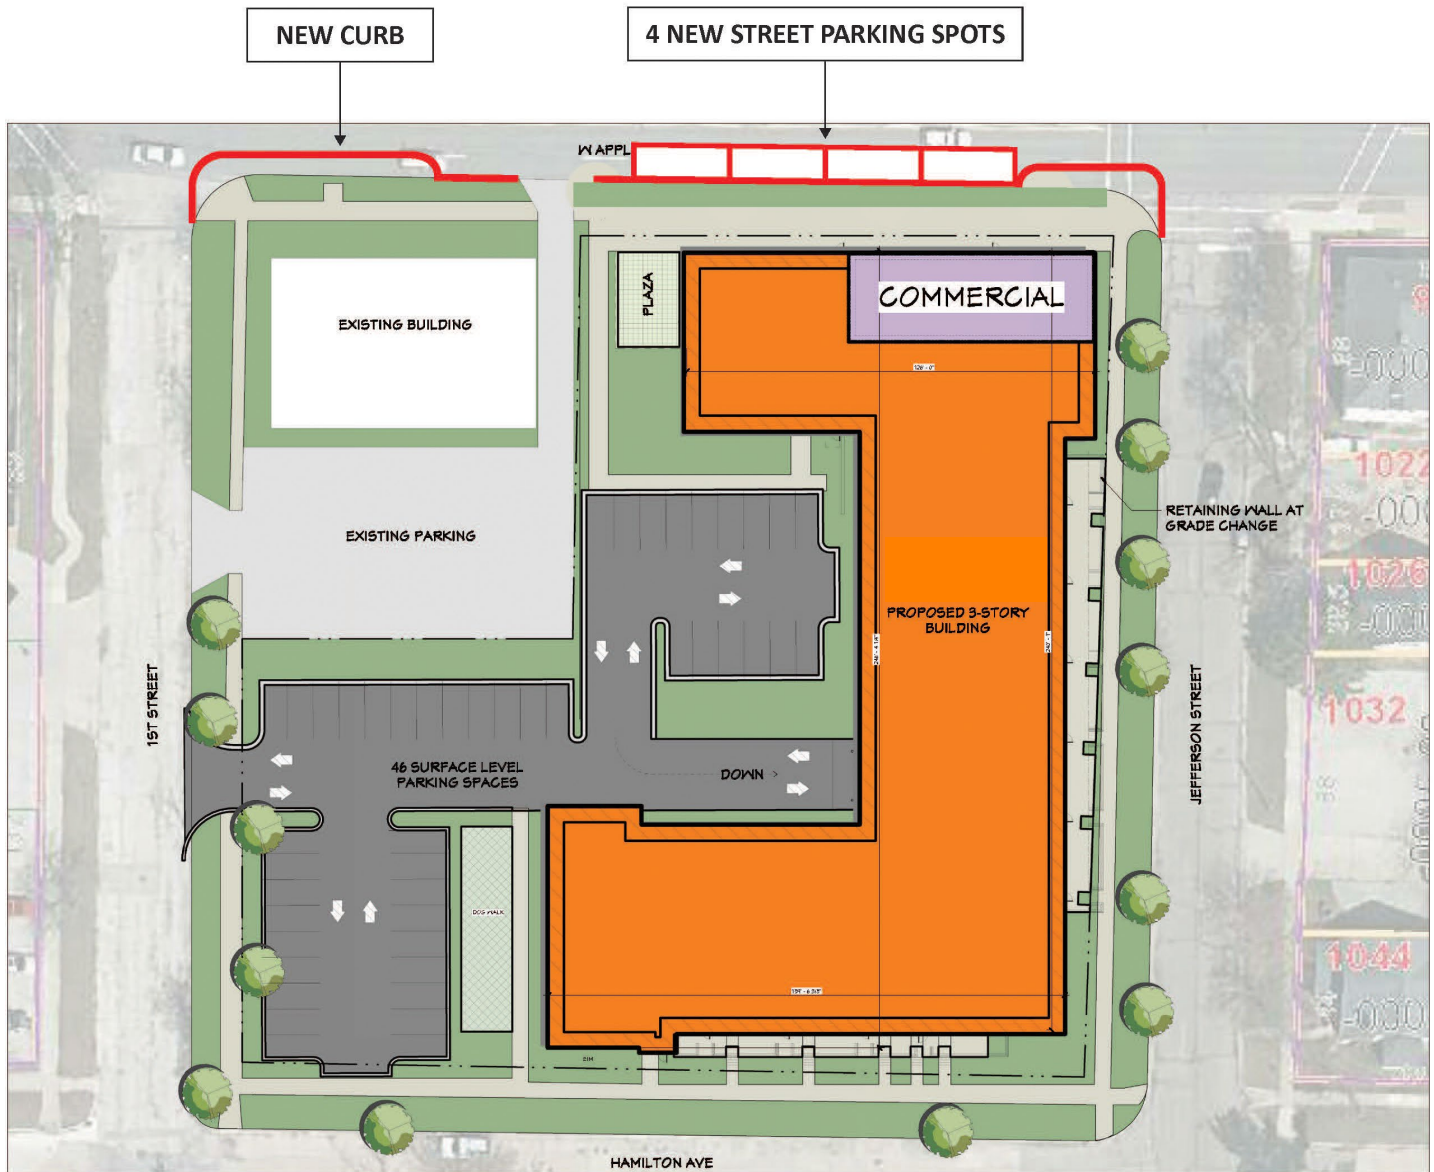 NEW CURB
4 NEW STREET PARKING SPOTS
W APPL
PLAZA
COMMERCIAL
EXISTING BUILDING
126' - 0"
1022
RETAINING WALL AT
GRADE CHANGE
EXISTING PARKING
1026
PROPOSED 3-STORY
BUILDING
1ST STREET
JEFFERSON STREET
1032
46 SURFACE LEVEL
PARKING SPACES
DOWN
DOG WALK
1044
HAMILTON AVE